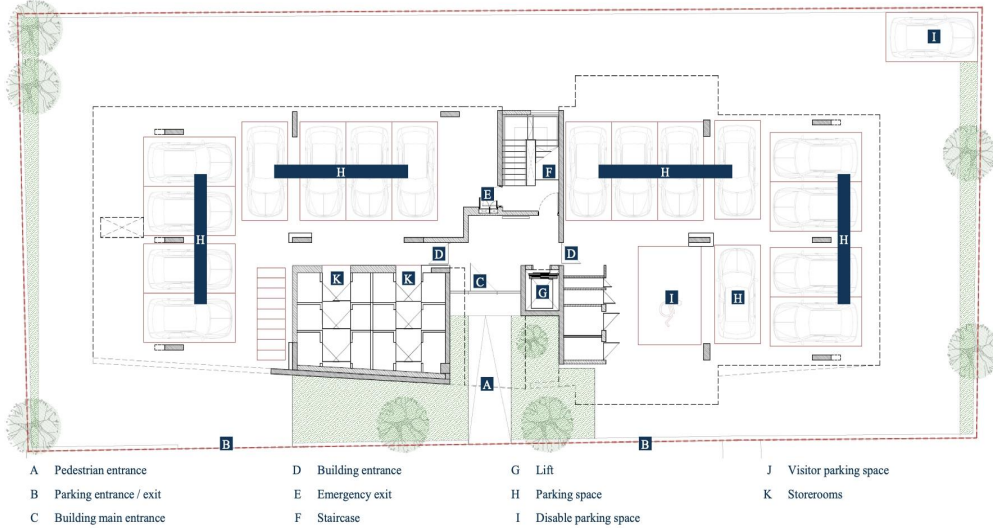 I
H
H
F
E
H
H
D
D
K
K
C
G
I
H
A
B
B
A Pedestrian entrance
B Parking entrance / exit
C Building main entrance
D Building entrance
E Emergency exit
F Staircase
G Lift
H Parking space
I Disable parking space
J Visitor parking space
K Storerooms